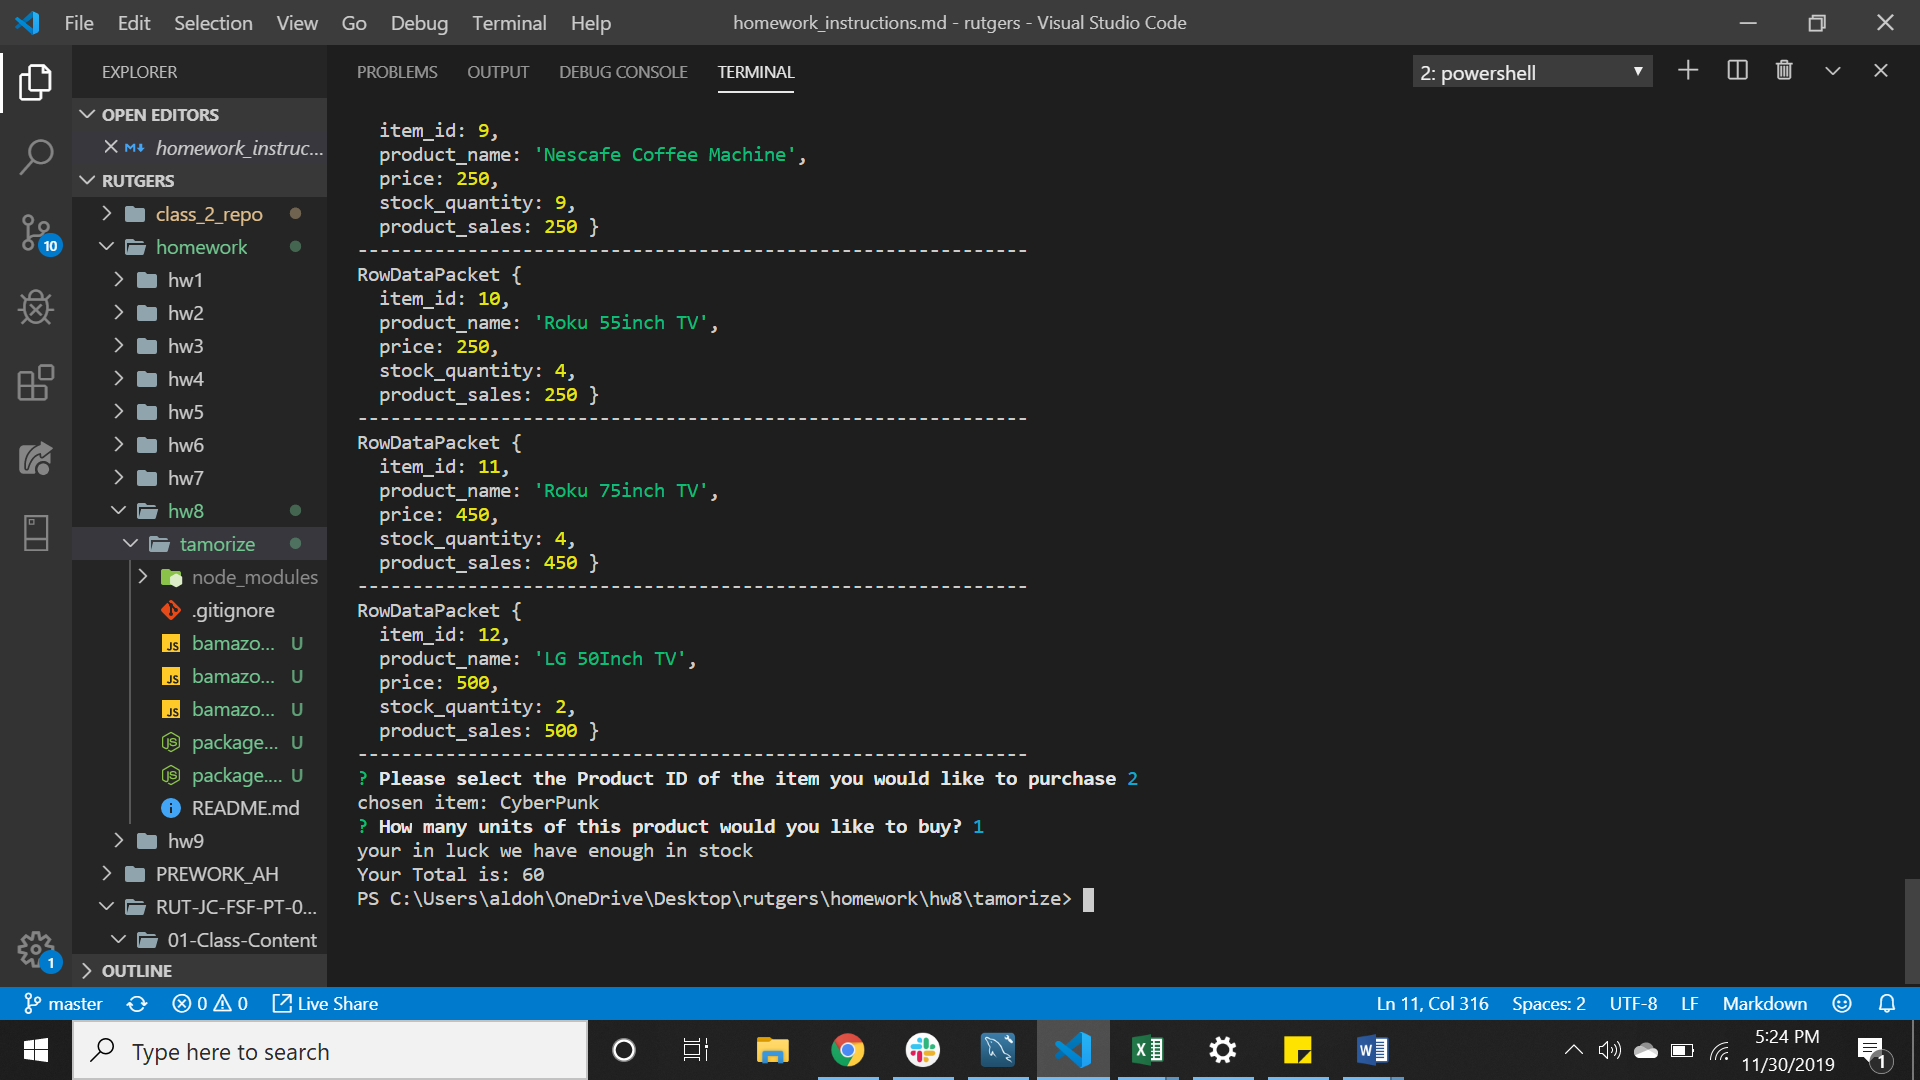 File Edit Selection View Go Debug Terminal Help homework_instructions.md - rutgers - Visual Studio Code
EXPLORER
OPEN EDITORS
homework_instruc...
RUTGERS
class_2_repo
homework
hw1
hw2
hw3
hw4
hw5
hw6
hw7
hw8
tamorize
node_modules
.gitignore
JS bamazo... U
JS bamazo... U
JS bamazo... U
package... U
package.... U
README.md
hw9
PREWORK_AH
RUT-JC-FSF-PT-0...
01-Class-Content
OUTLINE
10
1
PROBLEMS OUTPUT DEBUG CONSOLE TERMINAL 2: powershell
item_id: 9,
product_name: 'Nescafe Coffee Machine',
price: 250,
stock_quantity: 9,
product_sales: 250 }
-------------------------------------------------------------
RowDataPacket {
item_id: 10,
product_name: 'Roku 55inch TV',
price: 250,
stock_quantity: 4,
product_sales: 250 }
-------------------------------------------------------------
RowDataPacket {
item_id: 11,
product_name: 'Roku 75inch TV',
price: 450,
stock_quantity: 4,
product_sales: 450 }
-------------------------------------------------------------
RowDataPacket {
item_id: 12,
product_name: 'LG 50Inch TV',
price: 500,
stock_quantity: 2,
product_sales: 500 }
-------------------------------------------------------------
? Please select the Product ID of the item you would like to purchase 2
chosen item: CyberPunk
? How many units of this product would you like to buy? 1
your in luck we have enough in stock
Your Total is: 60
PS C:\Users\aldoh\OneDrive\Desktop\rutgers\homework\hw8\tamorize>
master 0 0 Live Share Ln 11, Col 316 Spaces: 2 UTF-8 LF Markdown
Type here to search
5:24 PM
11/30/2019
1